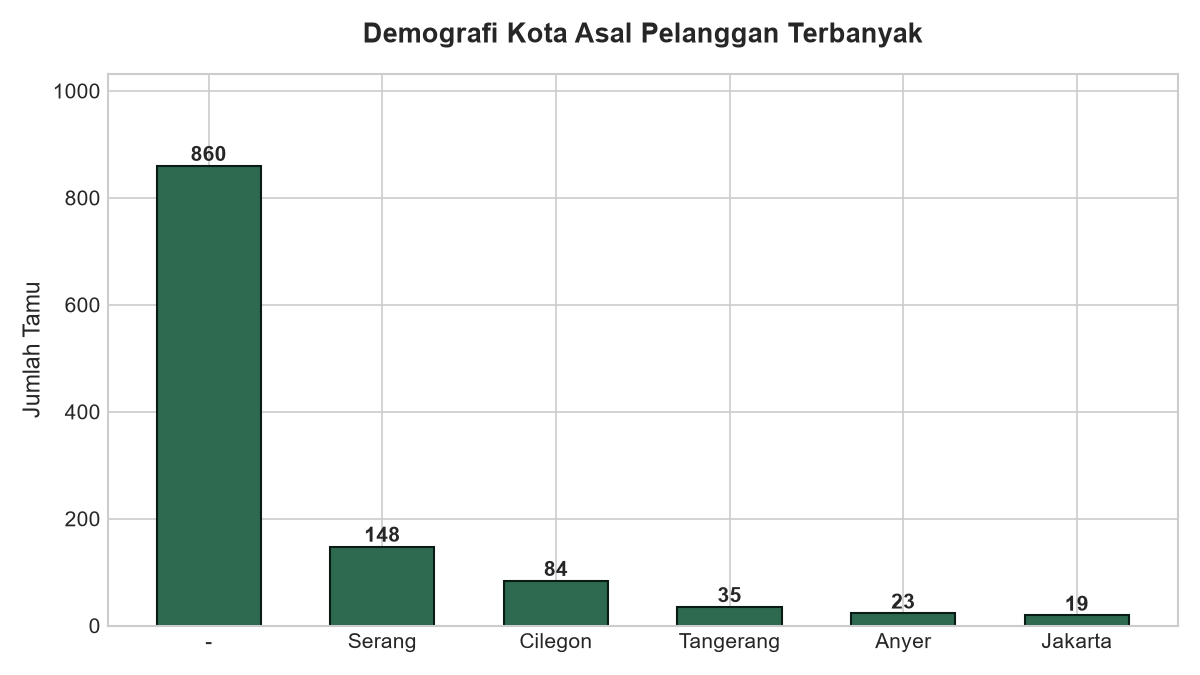 Demografi Kota Asal Pelanggan Terbanyak
Jumlah Tamu
1000
800
600
400
200
0
860
148
84
35
23
19
-
Serang
Cilegon
Tangerang
Anyer
Jakarta